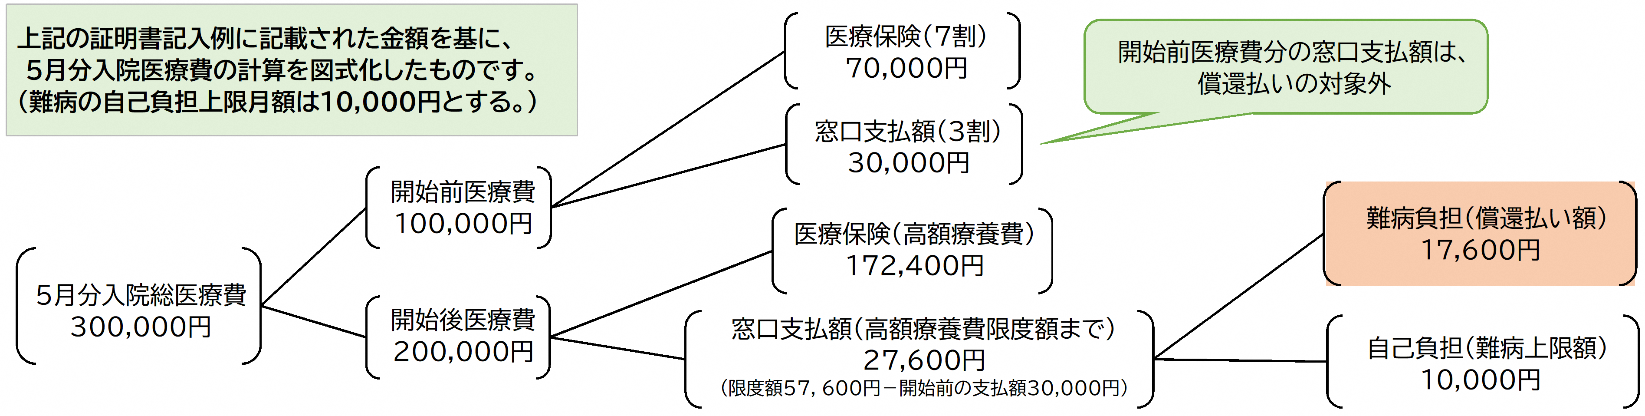 上記の証明書記入例に記載された金額を基に、
５月分入院医療費の計算を図式化したものです。
（難病の自己負担上限月額は10,000円とする。）
医療保険（７割）
70,000円
開始前医療費分の窓口支払額は、
償還払いの対象外
窓口支払額（３割）
30,000円
開始前医療費
100,000円
医療保険（高額療養費）
172,400円
難病負担（償還払い額）
17,600円
５月分入院総医療費
300,000円
開始後医療費
200,000円
窓口支払額（高額療養費限度額まで）
27,600円
（限度額57，600円－開始前の支払額30,000円）
自己負担（難病上限額）
10,000円